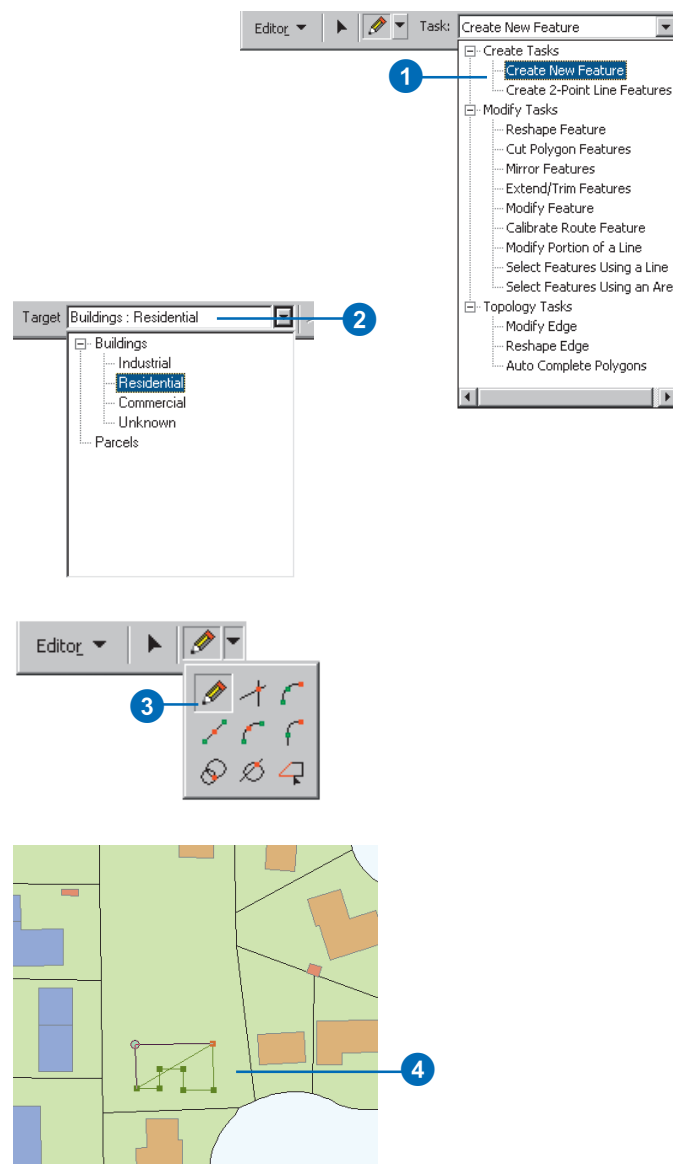 Editor Task: Create New Feature
Create Tasks
1
Create New Feature
Create 2-Point Line Features
Modify Tasks
Reshape Feature
Cut Polygon Features
Mirror Features
Extend/Trim Features
Modify Feature
Calibrate Route Feature
Modify Portion of a Line
Select Features Using a Line
Select Features Using an Are
Topology Tasks
Modify Edge
Reshape Edge
Auto Complete Polygons
Target Buildings : Residential
2
Buildings
Industrial
Residential
Commercial
Unknown
Parcels
Editor
3
4